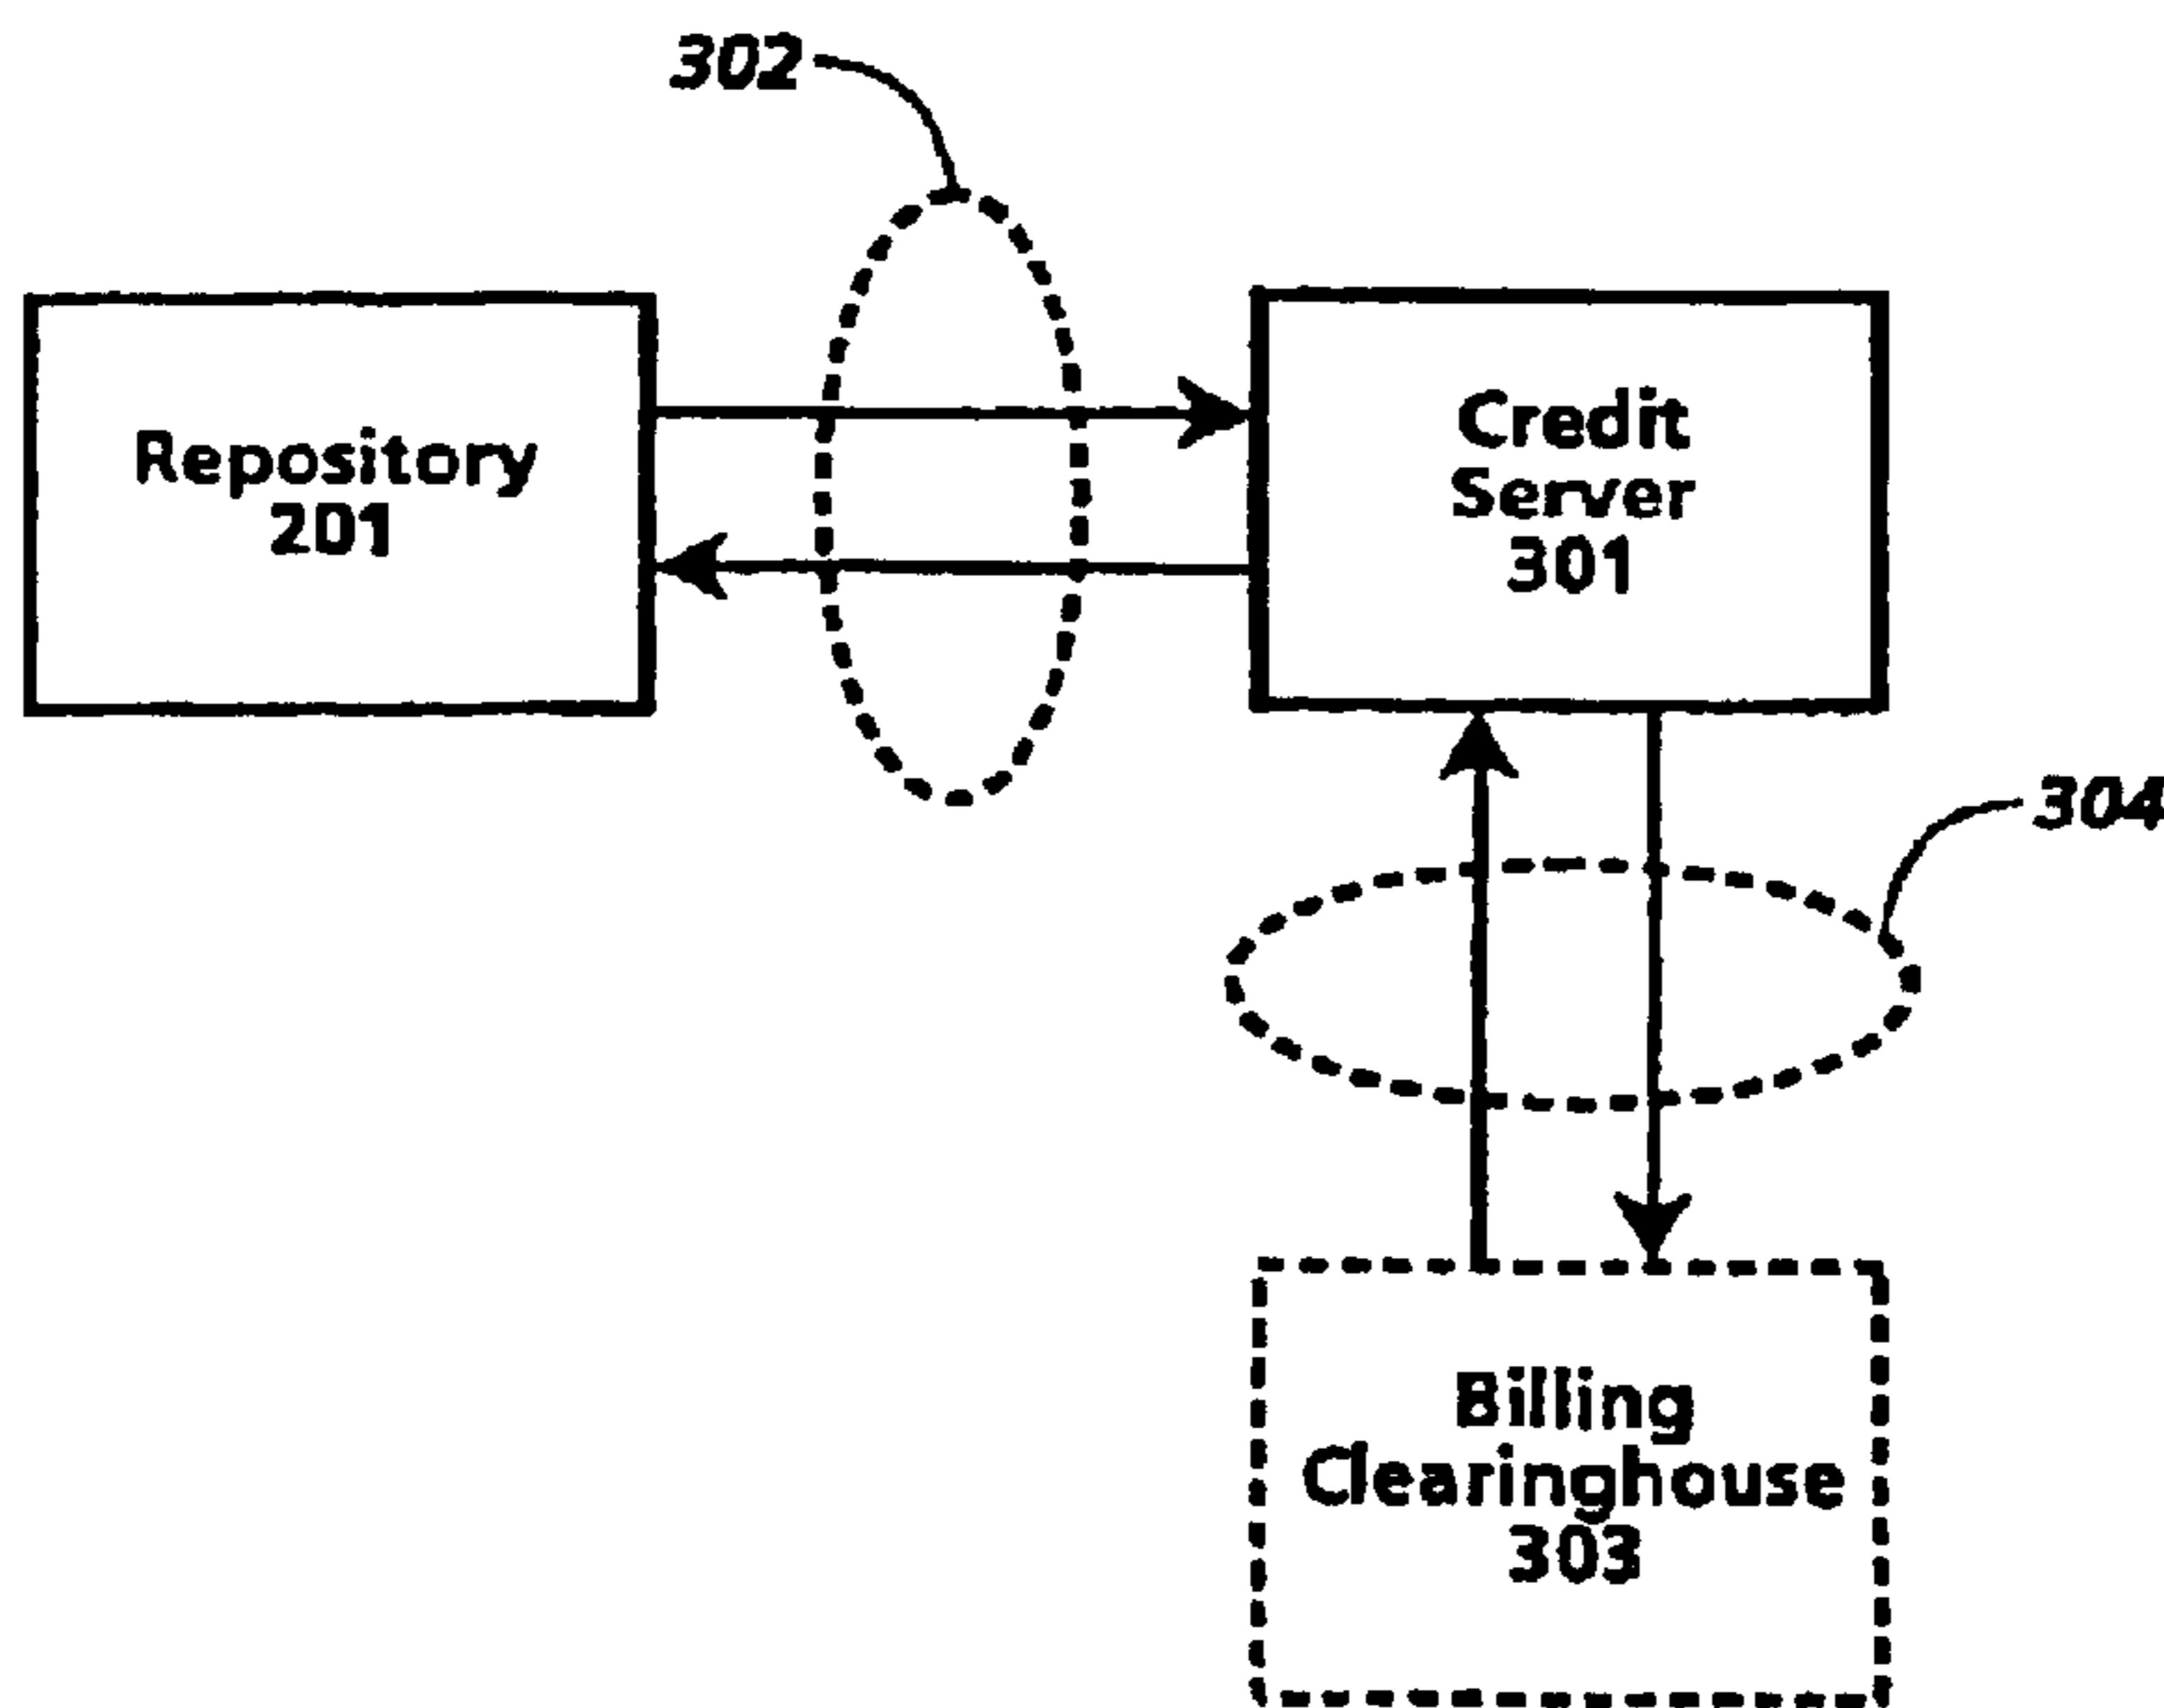 302
Repository
201
Credit
Server
301
304
Billing
Clearinghouse
303